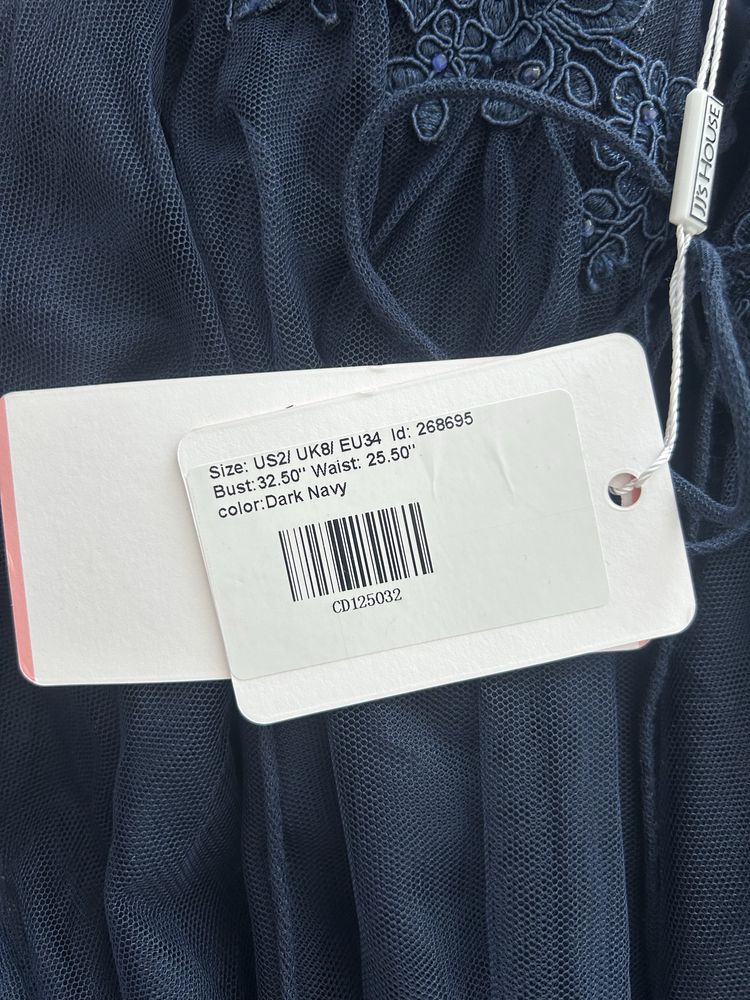 JJ's HOUSE
Size: US2/ UK8/ EU34 Id: 268695
Bust:32.50" Waist: 25.50"
color:Dark Navy
CD125032